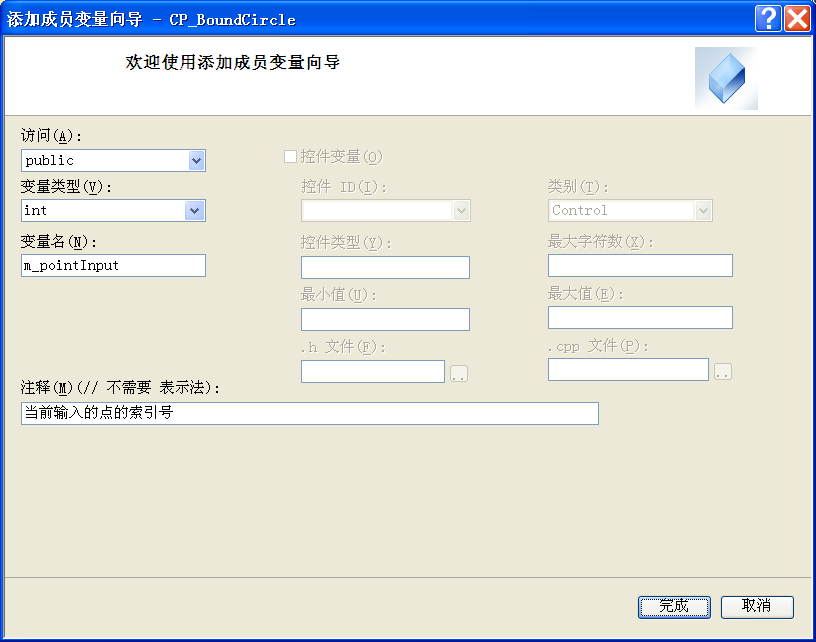 添加成员变量向导 - CP_BoundCircle
欢迎使用添加成员变量向导
访问(A):
public
控件变量(O)
变量类型(V):
控件 ID(I):
类别(T):
int
Control
变量名(N):
控件类型(Y):
最大字符数(X):
m_pointInput
最小值(U):
最大值(E):
.h 文件(F):
.cpp 文件(P):
..
..
注释(M)(// 不需要 表示法):
当前输入的点的索引号
完成
取消